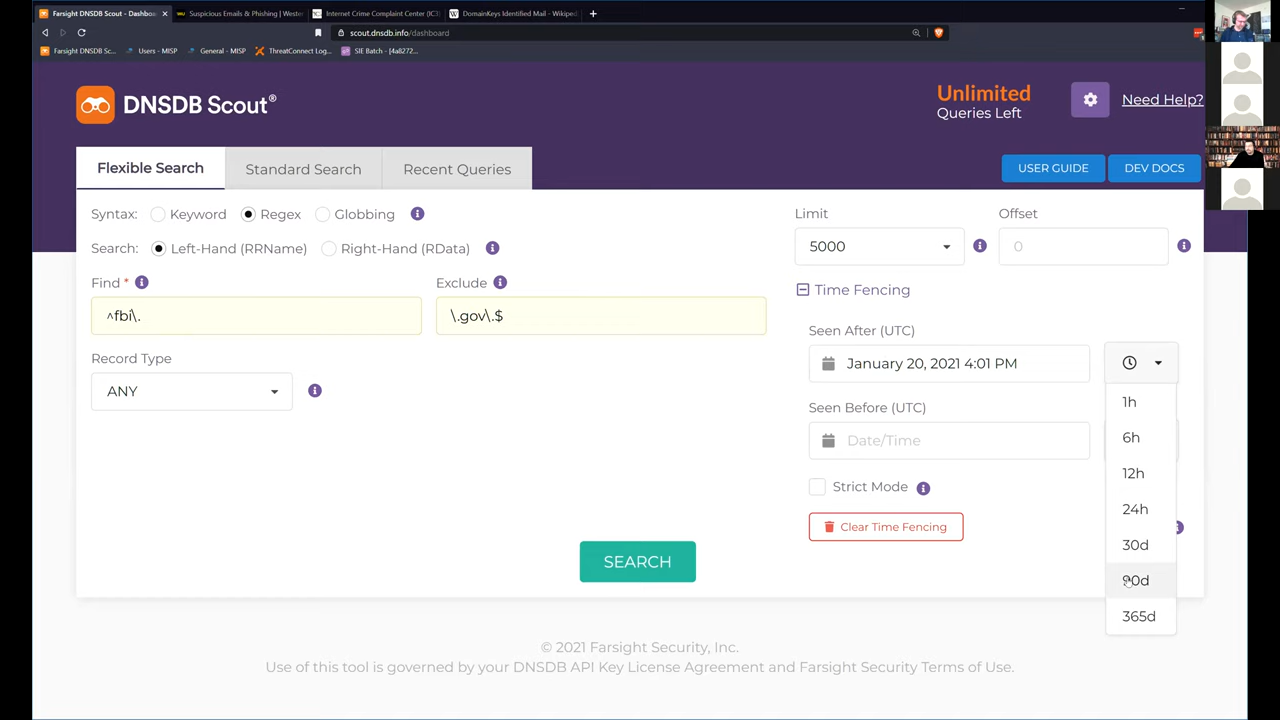 Farsight DNSDB Scout - Dashboa
Suspicious Emails & Phishing | Wester
Internet Crime Complaint Center (IC3
DomainKeys Identified Mail - Wikiped
scout.dnsdb.info/dashboard
Farsight DNSDB Sc...
Users - MISP
General - MISP
ThreatConnect Log...
SIE Batch - [4a8272...
DNSDB Scout®
Unlimited
Queries Left
Need Help?
Flexible Search
Standard Search
Recent Queries
USER GUIDE
DEV DOCS
Syntax: Keyword Regex Globbing
Limit
Offset
5000
0
Search: Left-Hand (RRName) Right-Hand (RData)
Find *
Exclude
^fbi\.
\.gov\.$
Time Fencing
Seen After (UTC)
January 20, 2021 4:01 PM
Record Type
ANY
Seen Before (UTC)
Date/Time
Strict Mode
Clear Time Fencing
1h
6h
12h
24h
30d
90d
365d
SEARCH
© 2021 Farsight Security, Inc.
Use of this tool is governed by your DNSDB API Key License Agreement and Farsight Security Terms of Use.